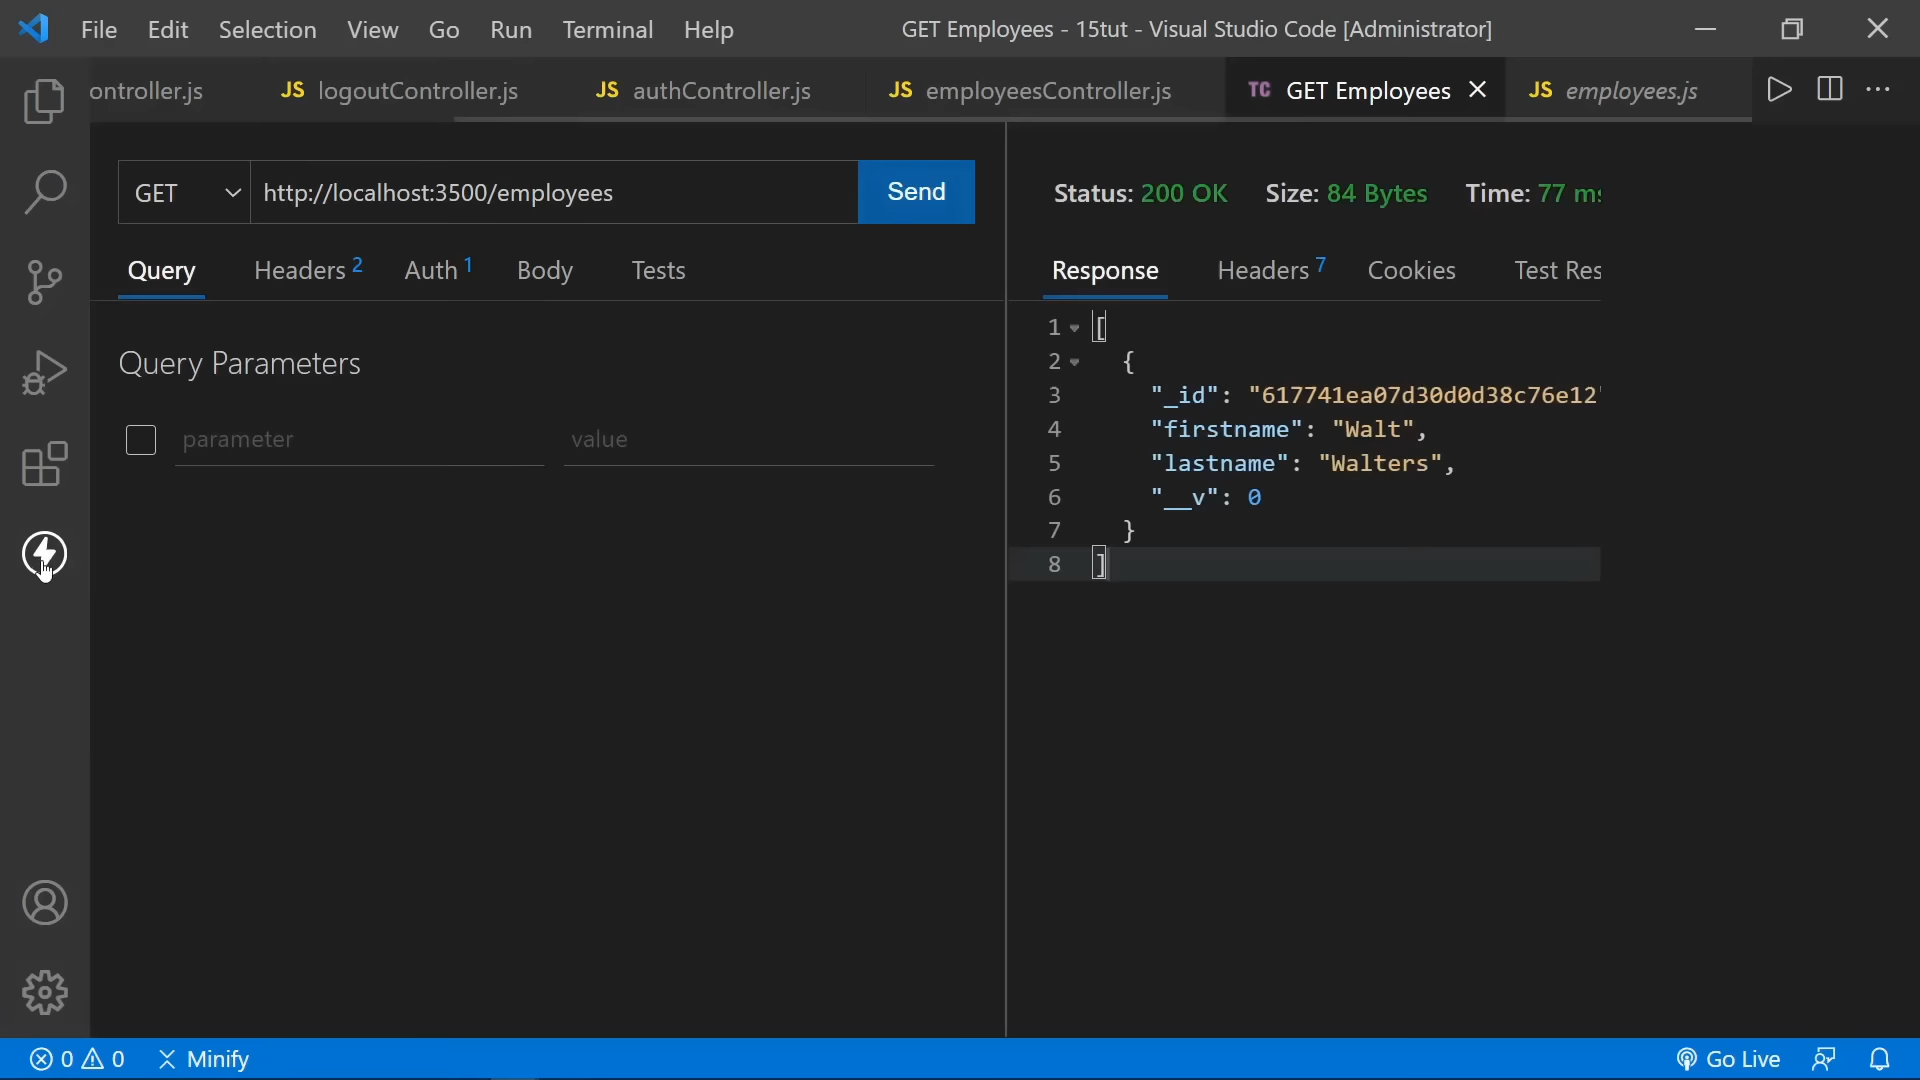 File Edit Selection View Go Run Terminal Help GET Employees - 15tut - Visual Studio Code [Administrator]
ontroller.js JS logoutController.js JS authController.js JS employeesController.js TC GET Employees JS employees.js
GET http://localhost:3500/employees Send
Status: 200 OK Size: 84 Bytes Time: 77 ms
Query Headers 2 Auth 1 Body Tests
Response Headers 7 Cookies Test Res
Query Parameters
parameter value
1 [
2 {
3 "_id": "617741ea07d30d0d38c76e12"
4 "firstname": "Walt",
5 "lastname": "Walters",
6 "__v": 0
7 }
8 ]
0 0 Minify Go Live